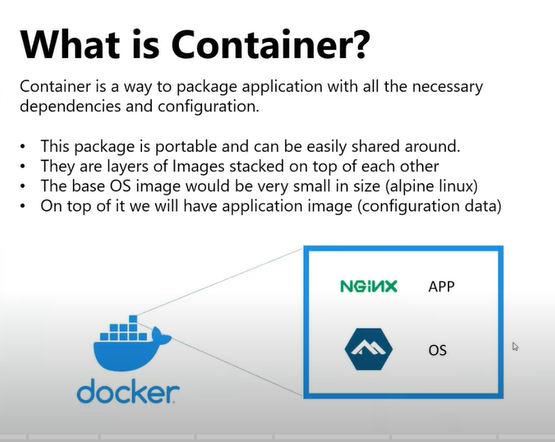 What is Container?
Container is a way to package application with all the necessary
dependencies and configuration.
• This package is portable and can be easily shared around.
• They are layers of Images stacked on top of each other
• The base OS image would be very small in size (alpine linux)
• On top of it we will have application image (configuration data)
NGINX APP
OS
docker